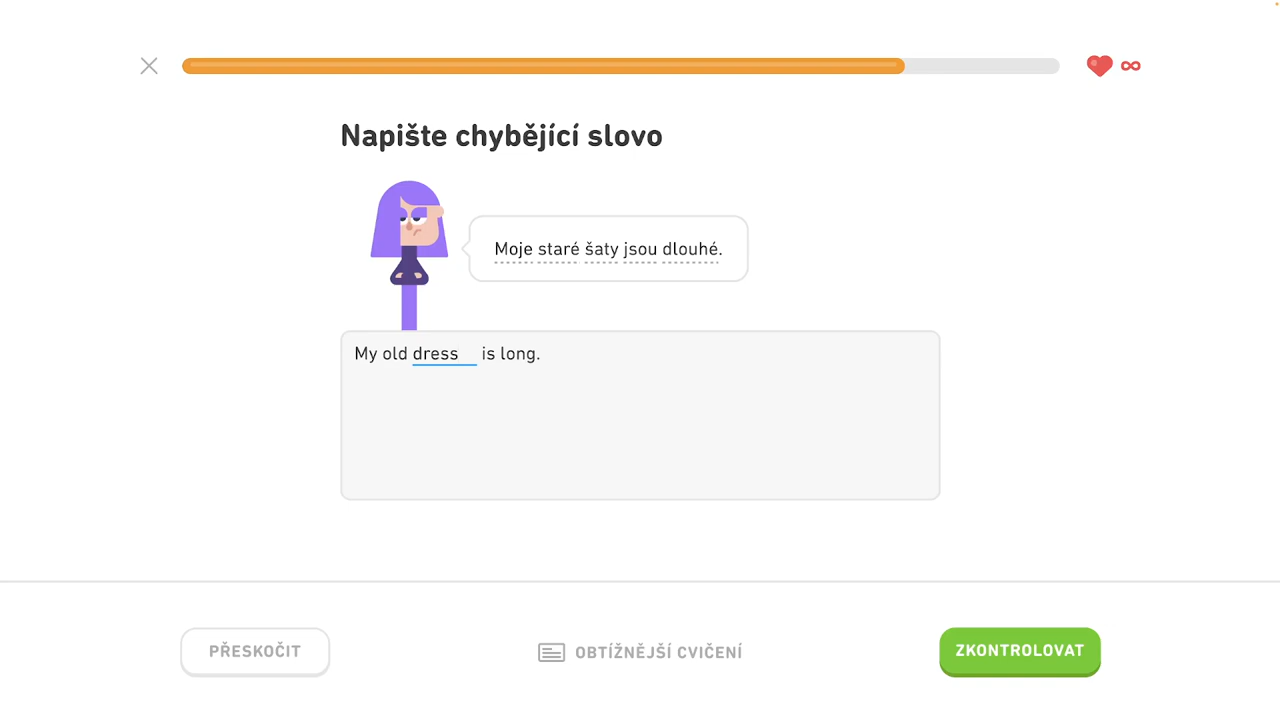 ∞
Napište chybějící slovo
Moje staré šaty jsou dlouhé.
My old dress is long.
PŘESKOČIT
OBTÍŽNĚJŠÍ CVIČENÍ
ZKONTROLOVAT